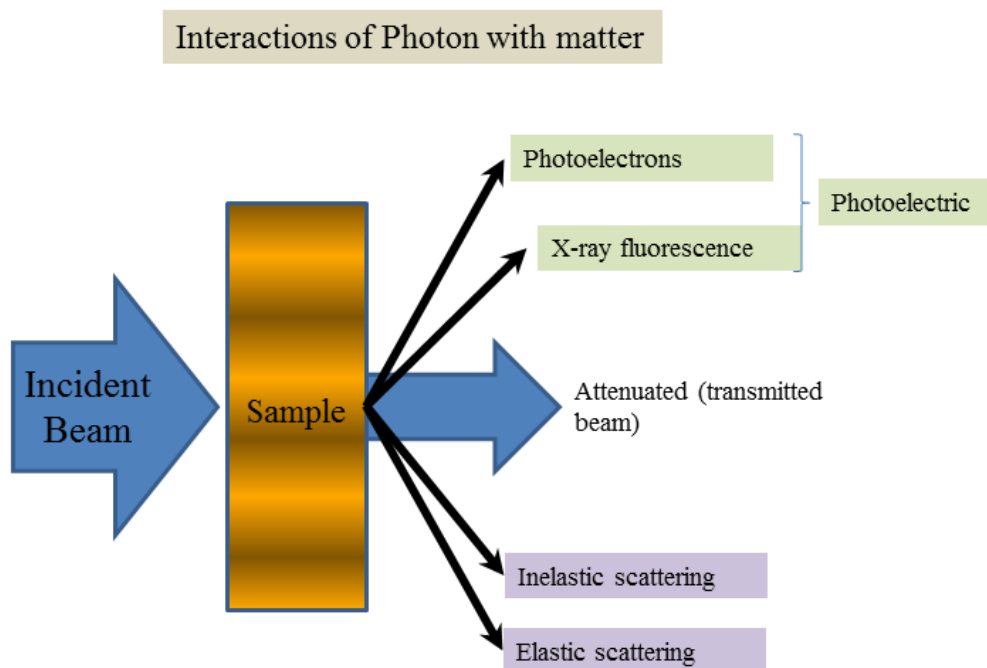 Interactions of Photon with matter
Photoelectrons
Photoelectric
X-ray fluorescence
Incident
Beam
Sample
Attenuated (transmitted
beam)
Inelastic scattering
Elastic scattering